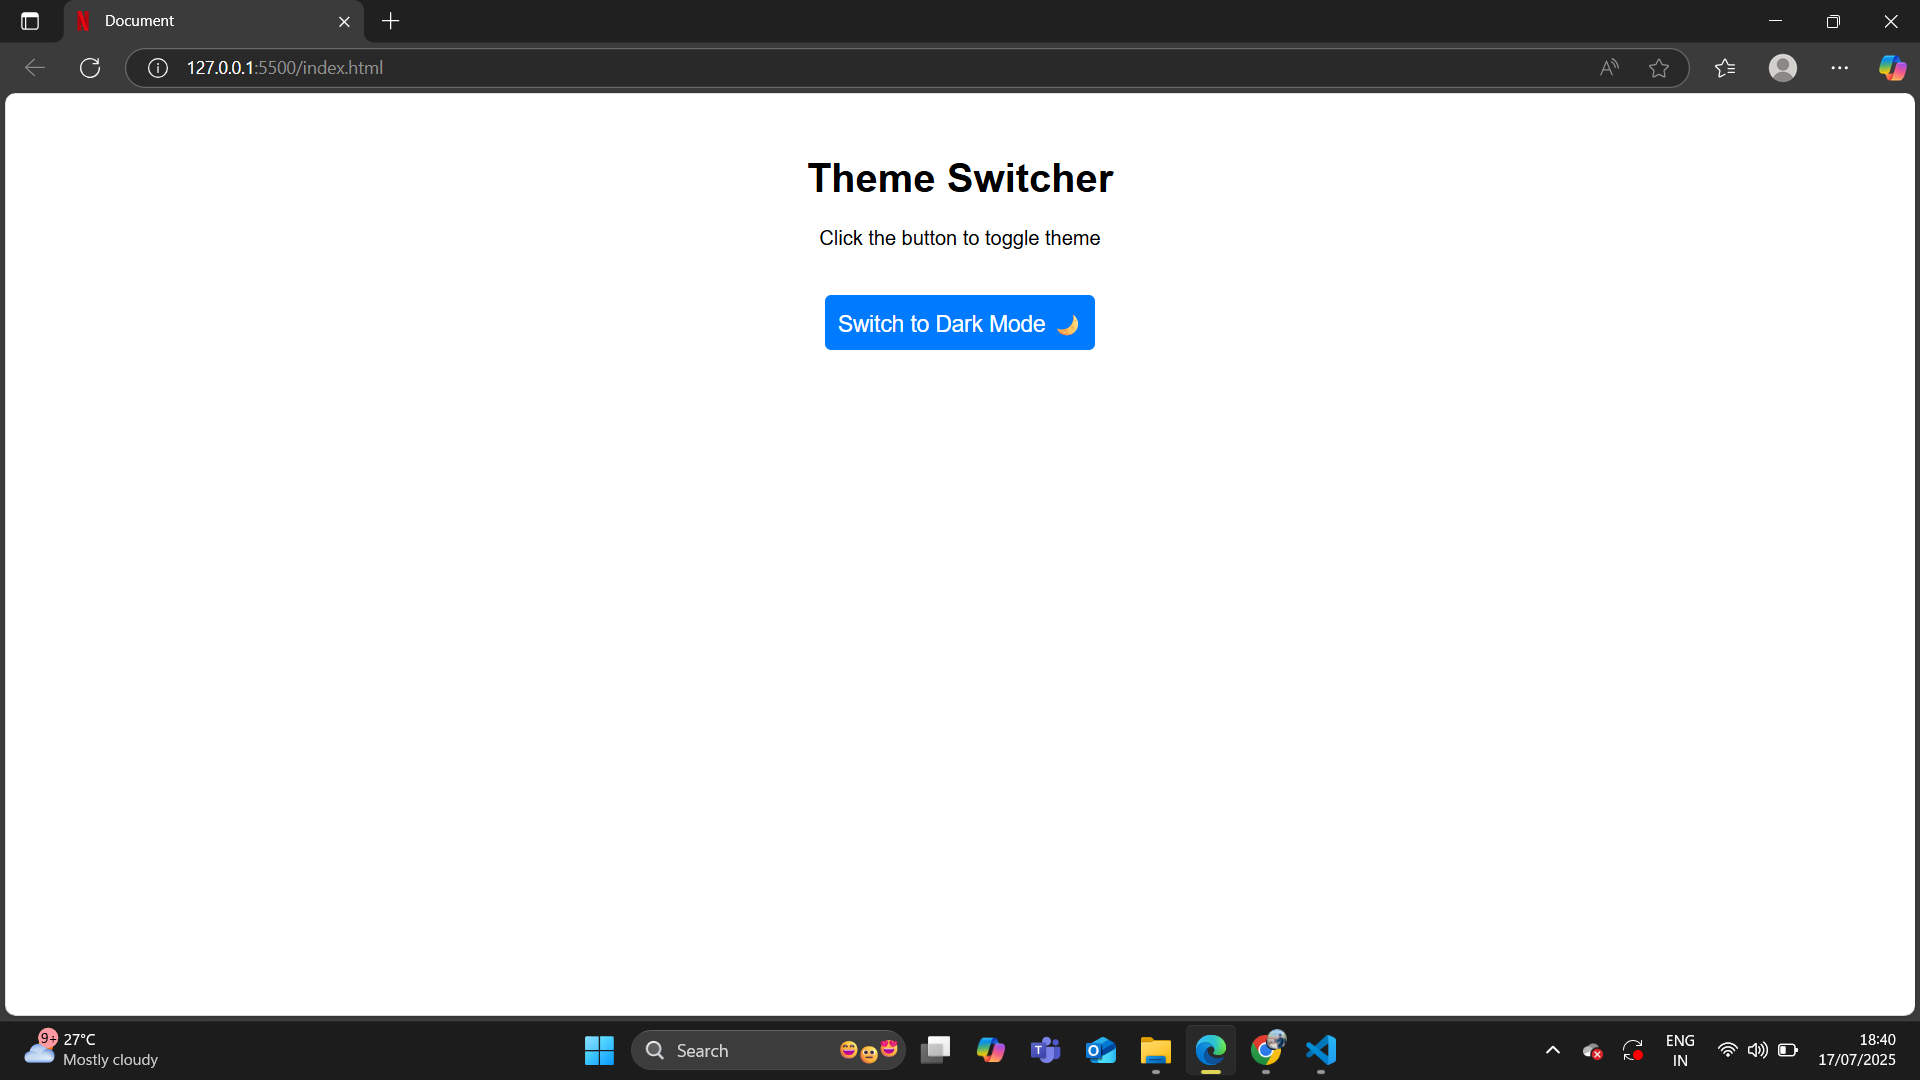 Document
127.0.0.1:5500/index.html
Theme Switcher
Click the button to toggle theme
Switch to Dark Mode 🌙
9+
27°C
Mostly cloudy
Search
ENG
IN
18:40
17/07/2025